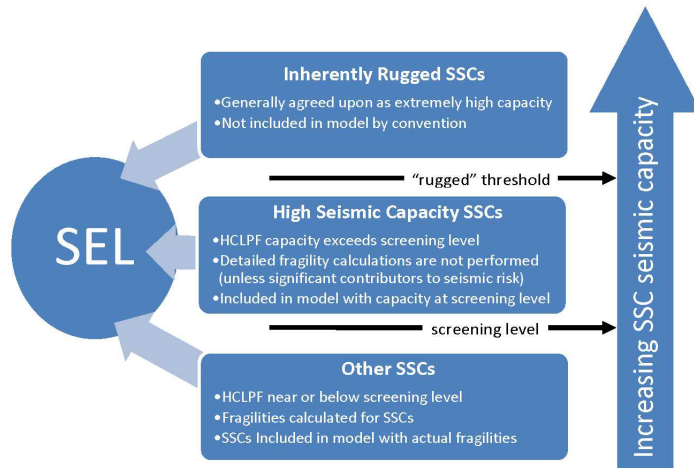 Inherently Rugged SSCs
•Generally agreed upon as extremely high capacity
•Not included in model by convention
"rugged" threshold
SEL
High Seismic Capacity SSCs
•HCLPF capacity exceeds screening level
•Detailed fragility calculations are not performed
(unless significant contributors to seismic risk)
•Included in model with capacity at screening level
screening level
Other SSCs
•HCLPF near or below screening level
•Fragilities calculated for SSCs
•SSCs Included in model with actual fragilities
Increasing SSC seismic capacity